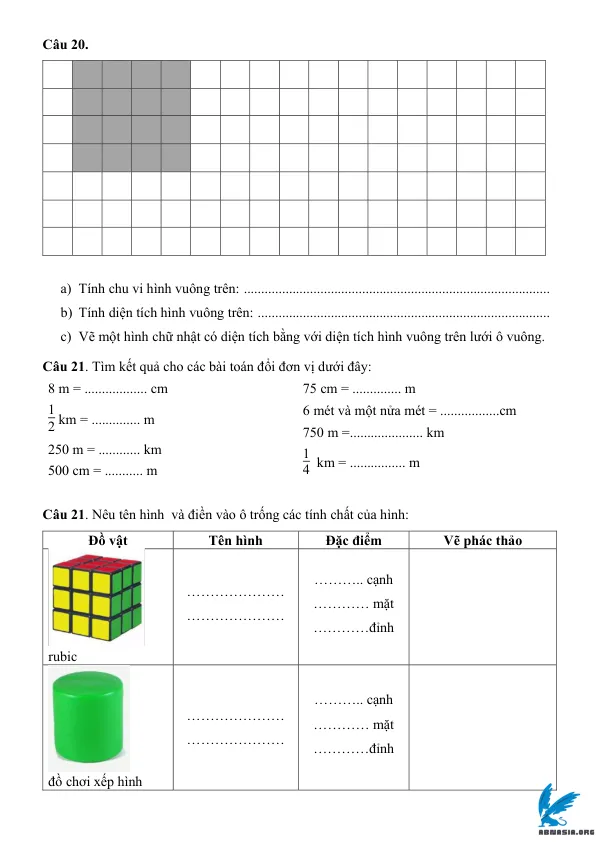 Câu 20.
a) Tính chu vi hình vuông trên: ........................................................................................
b) Tính diện tích hình vuông trên: ....................................................................................
c) Vẽ một hình chữ nhật có diện tích bằng với diện tích hình vuông trên lưới ô vuông.
Câu 21. Tìm kết quả cho các bài toán đổi đơn vị dưới đây:
8 m = .................. cm
75 cm = .............. m
1/2 km = .............. m
6 mét và một nửa mét = .................cm
250 m = ............ km
750 m =..................... km
500 cm = ........... m
1/4 km = ................ m
Câu 21. Nêu tên hình và điền vào ô trống các tính chất của hình:
Đồ vật Tên hình Đặc điểm Vẽ phác thảo
rubic
…………………
…………………
……….. cạnh
………… mặt
…………đỉnh
đồ chơi xếp hình
…………………
…………………
……….. cạnh
………… mặt
…………đỉnh
ABWASIA.ORG